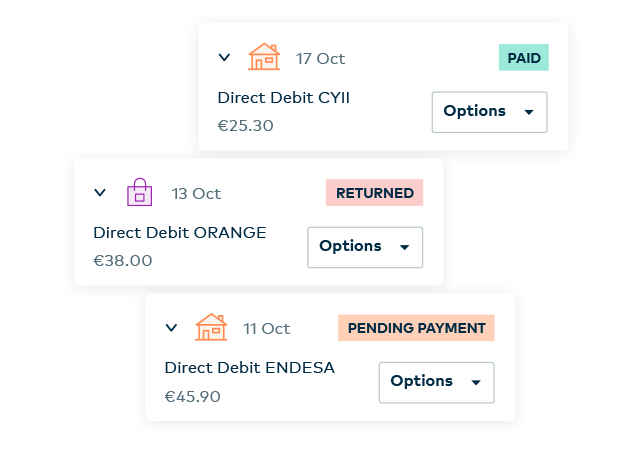 17 Oct PAID
Direct Debit CYII Options
€25.30
13 Oct RETURNED
Direct Debit ORANGE Options
€38.00
11 Oct PENDING PAYMENT
Direct Debit ENDESA Options
€45.90